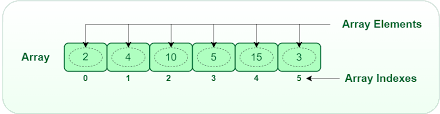 Array Elements
Array 2 4 10 5 15 3
0 1 2 3 4 5 Array Indexes